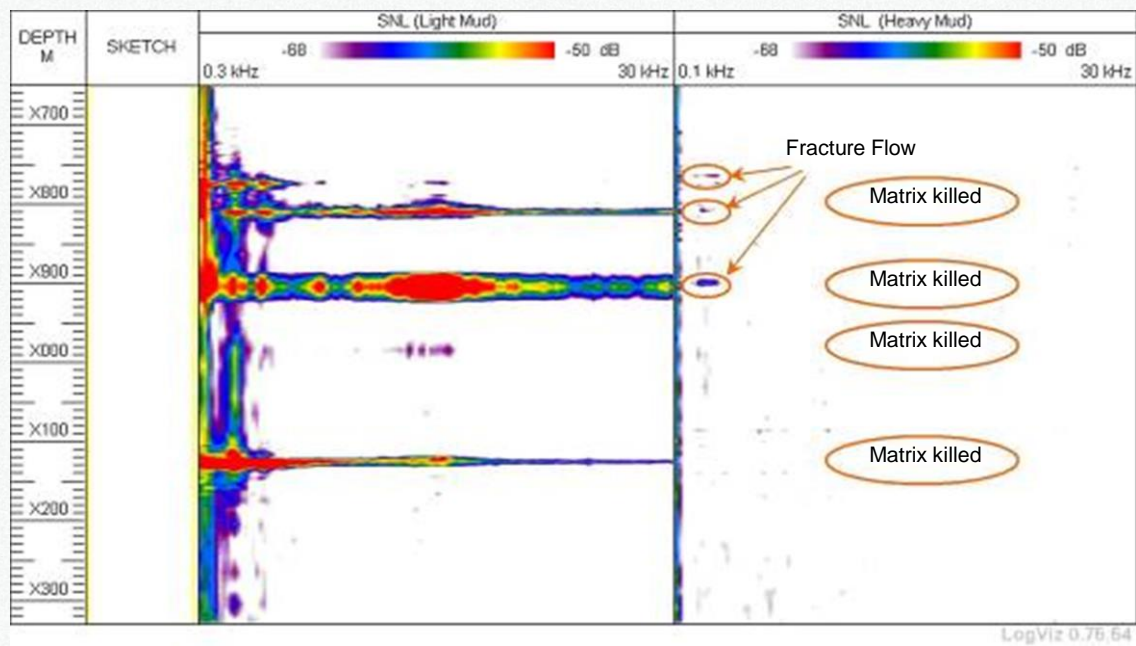 DEPTH
M
SKETCH
SNL (Light Mud)
-68
-50 dB
0.3 kHz
30 kHz
SNL (Heavy Mud)
-68
-50 dB
0.1 kHz
30 kHz
X700
X800
X900
X000
X100
X200
X300
Fracture Flow
Matrix killed
Matrix killed
Matrix killed
Matrix killed
LogViz 0.76.64